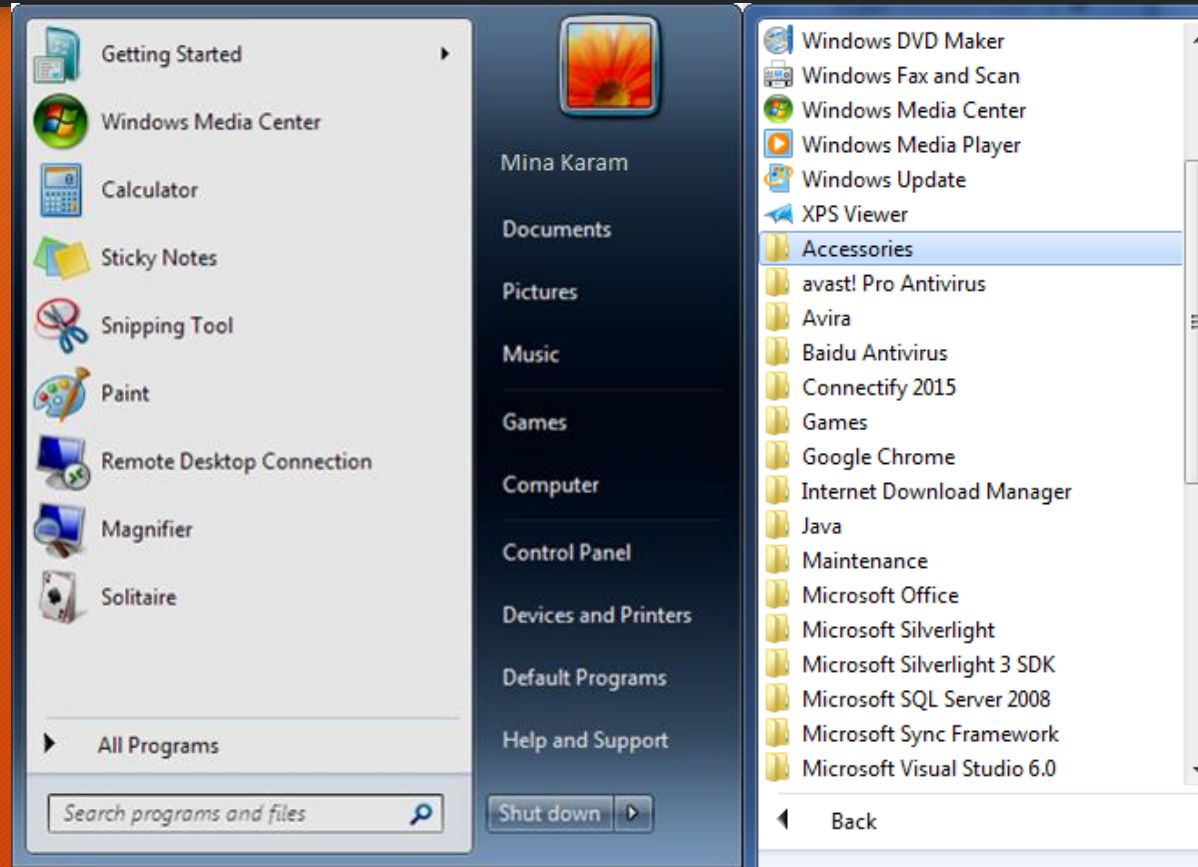 Getting Started
Windows Media Center
Calculator
Sticky Notes
Snipping Tool
Paint
Remote Desktop Connection
Magnifier
Solitaire
All Programs
Search programs and files
Mina Karam
Documents
Pictures
Music
Games
Computer
Control Panel
Devices and Printers
Default Programs
Help and Support
Shut down
Windows DVD Maker
Windows Fax and Scan
Windows Media Center
Windows Media Player
Windows Update
XPS Viewer
Accessories
avast! Pro Antivirus
Avira
Baidu Antivirus
Connectify 2015
Games
Google Chrome
Internet Download Manager
Java
Maintenance
Microsoft Office
Microsoft Silverlight
Microsoft Silverlight 3 SDK
Microsoft SQL Server 2008
Microsoft Sync Framework
Microsoft Visual Studio 6.0
Back